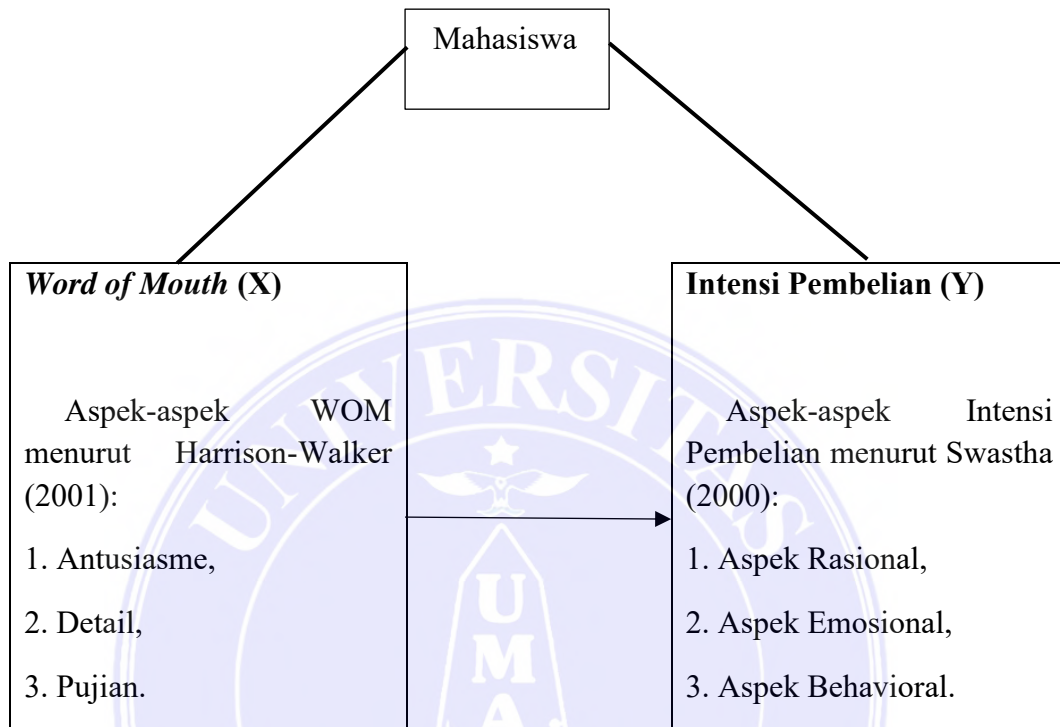 Mahasiswa
Word of Mouth (X)
Aspek-aspek WOM
menurut Harrison-Walker
(2001):
1. Antusiasme,
2. Detail,
3. Pujian.
Intensi Pembelian (Y)
Aspek-aspek Intensi
Pembelian menurut Swastha
(2000):
1. Aspek Rasional,
2. Aspek Emosional,
3. Aspek Behavioral.
UNIVERSITAS
U
M
A